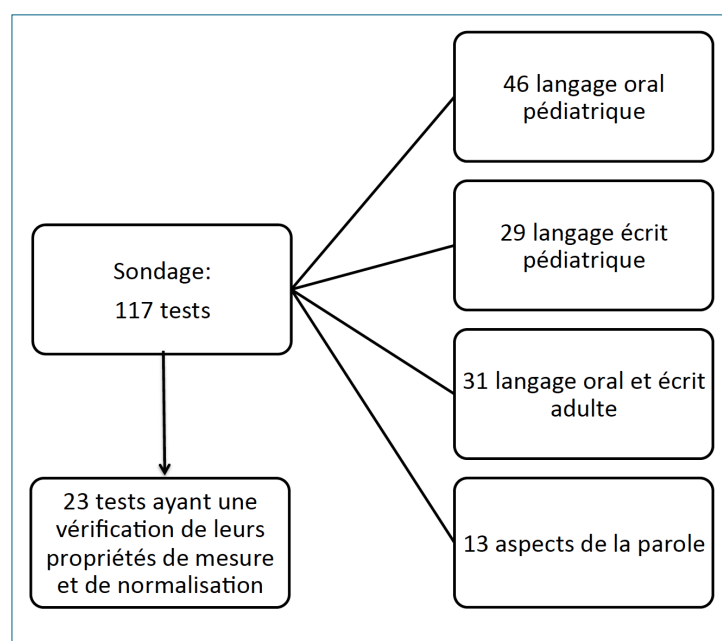 Sondage:
117 tests
23 tests ayant une
vérification de leurs
propriétés de mesure
et de normalisation
46 langage oral
pédiatrique
29 langage écrit
pédiatrique
31 langage oral et écrit
adulte
13 aspects de la parole